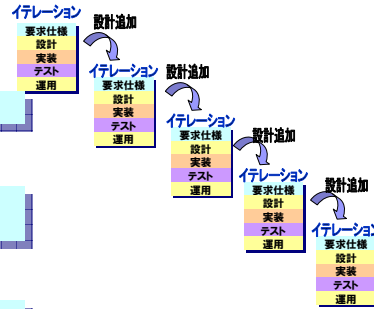 イテレーション
設計追加
要求仕様
設計
実装
テスト
運用
イテレーション
設計追加
要求仕様
設計
実装
テスト
運用
イテレーション
設計追加
要求仕様
設計
実装
テスト
運用
イテレーション
設計追加
要求仕様
設計
実装
テスト
運用
イテレーション
要求仕様
設計
実装
テスト
運用